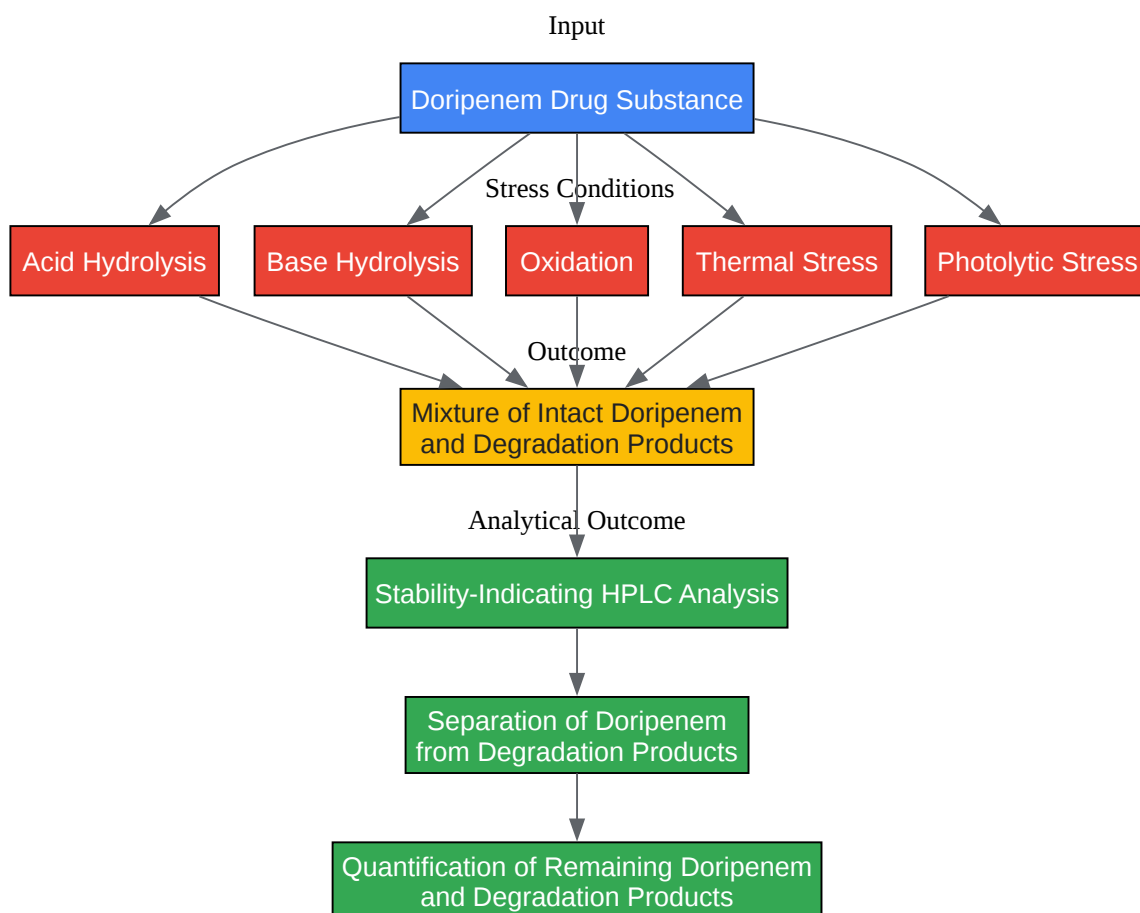 Input
Doripenem Drug Substance
Stress Conditions
Acid Hydrolysis
Base Hydrolysis
Oxidation
Thermal Stress
Photolytic Stress
Outcome
Mixture of Intact Doripenem
and Degradation Products
Analytical Outcome
Stability-Indicating HPLC Analysis
Separation of Doripenem
from Degradation Products
Quantification of Remaining Doripenem
and Degradation Products